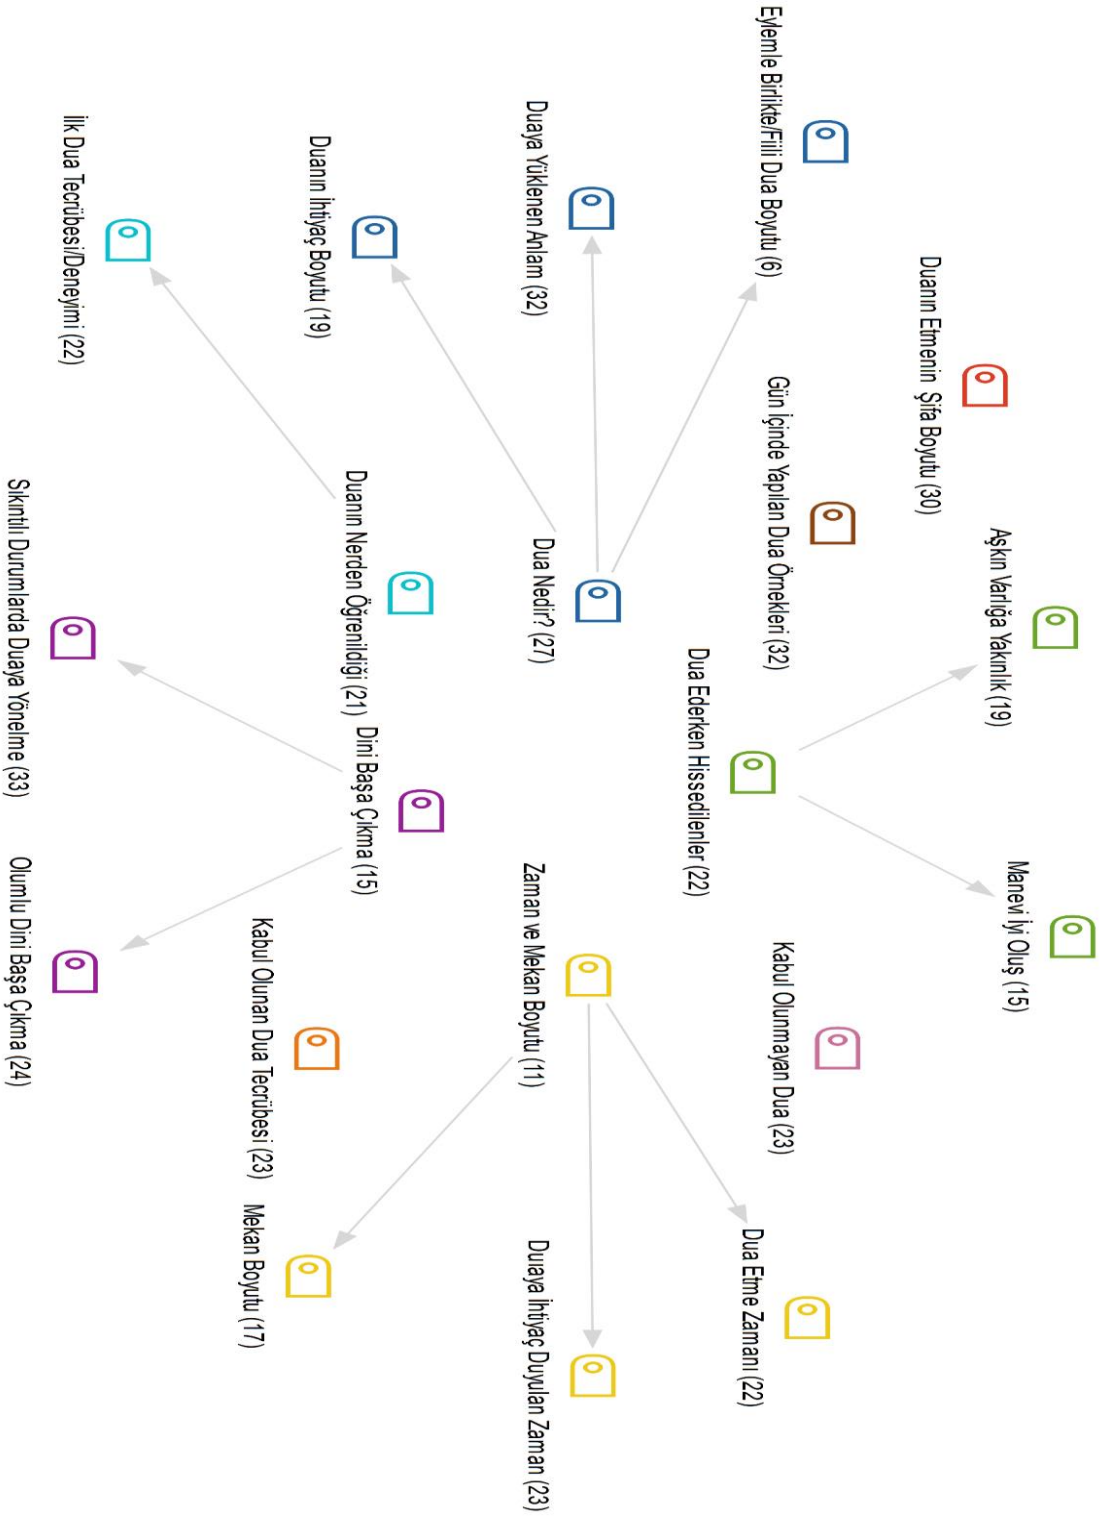 Duanın Etmenin Şifa Boyutu (30)
Aşkın Varlığa Yakınlık (19)
Manevi İyi Oluş (15)
Eylemle Birlikte/Fiili Dua Boyutu (6)
Gün İçinde Yapılan Dua Örnekleri (32)
Dua Ederken Hissedilenler (22)
Kabul Olunmayan Dua (23)
Dua Etme Zamanı (22)
Duaya Yüklenen Anlam (32)
Dua Nedir? (27)
Zaman ve Mekan Boyutu (11)
Duıaya İhtiyaç Duyulan Zaman (23)
Duanın İhtiyaç Boyutu (19)
Duanın Nerden Öğrenildiği (21)
Dini Başa Çıkma (15)
Kabul Olunan Dua Tecrübesi (23)
Mekan Boyutu (17)
İlk Dua Tecrübesi/Deneyimi (22)
Sıkıntılı Durumlarda Duaya Yönelme (33)
Olumlu Dini Başa Çıkma (24)